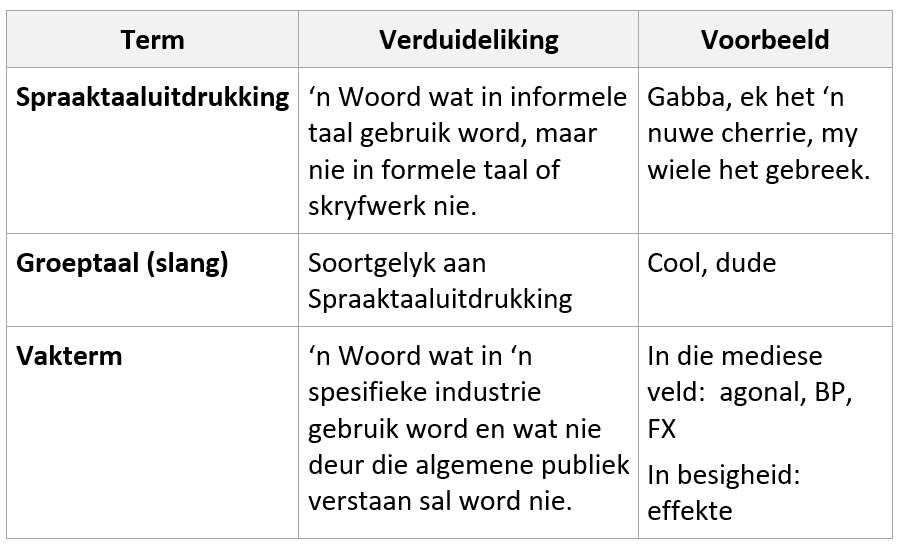 Term
Verduideliking
Voorbeeld
Spraaktaaluitdrukking
‘n Woord wat in informele
taal gebruik word, maar
nie in formele taal of
skryfwerk nie.
Gabba, ek het ‘n
nuwe cherrie, my
wiele het gebreek.
Groeptaal (slang)
Soortgelyk aan
Spraaktaaluitdrukking
Cool, dude
Vakterm
‘n Woord wat in ‘n
spesifieke industrie
gebruik word en wat nie
deur die algemene publiek
verstaan sal word nie.
In die mediese
veld:  agonal, BP,
FX
In besigheid:
effekte